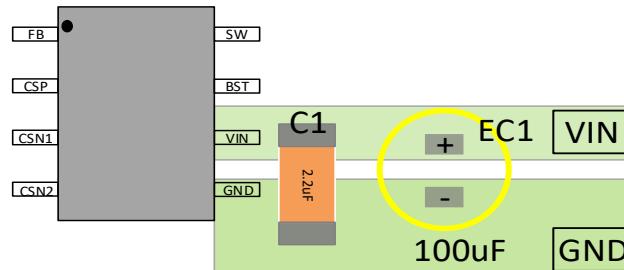 FB
SW
CSP
BST
C1
EC1
VIN
CSN1
VIN
+
2.2uF
CSN2
GND
-
100uF
GND